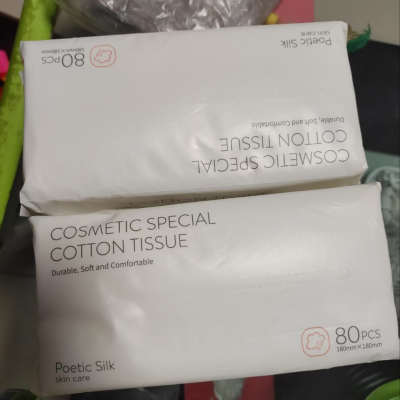 80PCS
180mm×180mm
Poetic Silk
skin care
Durable, Soft and Comfortable
COSMETIC SPECIAL
COTTON TISSUE
COSMETIC SPECIAL
COTTON TISSUE
Durable, Soft and Comfortable
80PCS
180mm×180mm
Poetic Silk
skin care